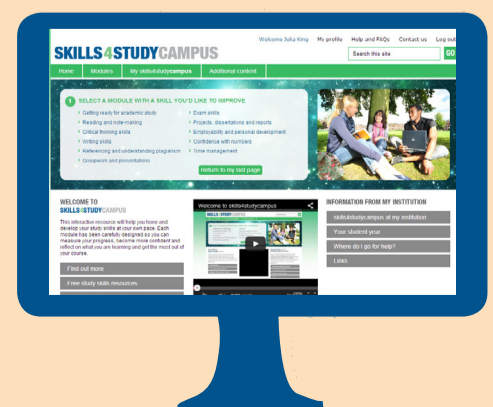 Welcome Julia King My profile Help and FAQs Contact us Log out
SKILLS4STUDYCAMPUS
Search this site GO
Home Modules My skills4studycampus Additional content
1 SELECT A MODULE WITH A SKILL YOU'D LIKE TO IMPROVE
Getting ready for academic study
Reading and note-making
Critical thinking skills
Writing skills
Referencing and understanding plagiarism
Groupwork and presentations
Exam skills
Projects, dissertations and reports
Employability and personal development
Confidence with numbers
Time management
Return to my last page
WELCOME TO
SKILLS4STUDYCAMPUS
This interactive resource will help you hone and
develop your study skills at your own pace. Each
module has been carefully designed so you can
measure your progress, become more confident and
reflect on what you are learning and get the most out of
your course.
Find out more
Free study skills resources
Welcome to skills4studycampus
SKILLS4STUDYCAMPUS
INFORMATION FROM MY INSTITUTION
Skills4studycampus at my institution
Your student year
Where do I go for help?
Links